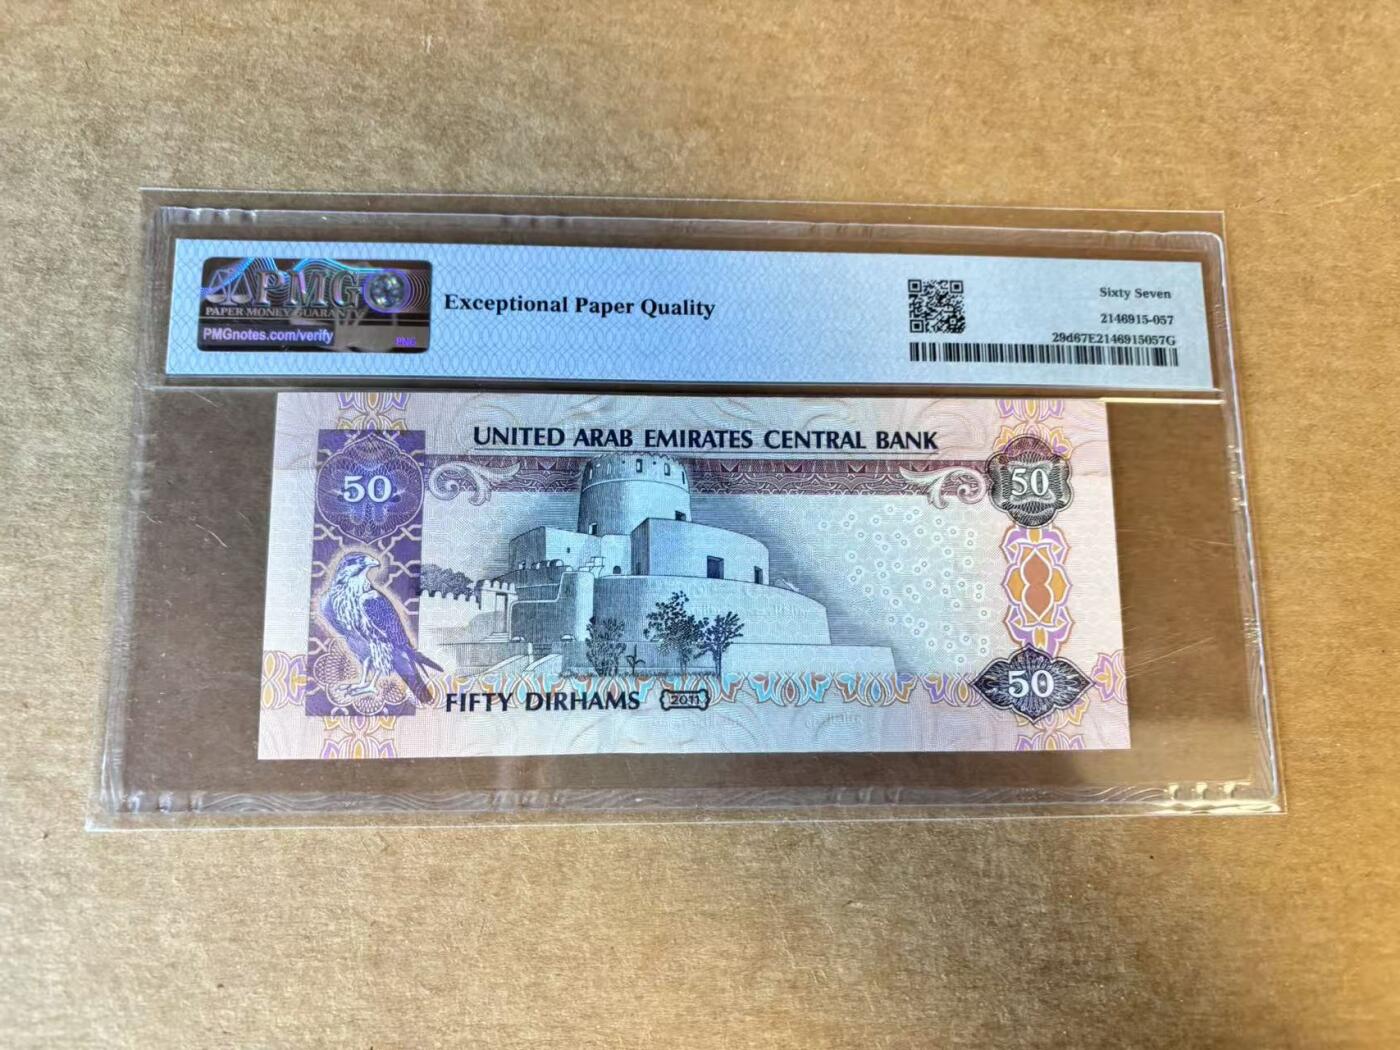 PMG
PAPER MONEY GUARANTY
PMGnotes.com/verify
PMG
Exceptional Paper Quality
Sixty Seven
2146915-057
29d67E2146915057G
UNITED ARAB EMIRATES CENTRAL BANK
50
50
50
FIFTY DIRHAMS 2011